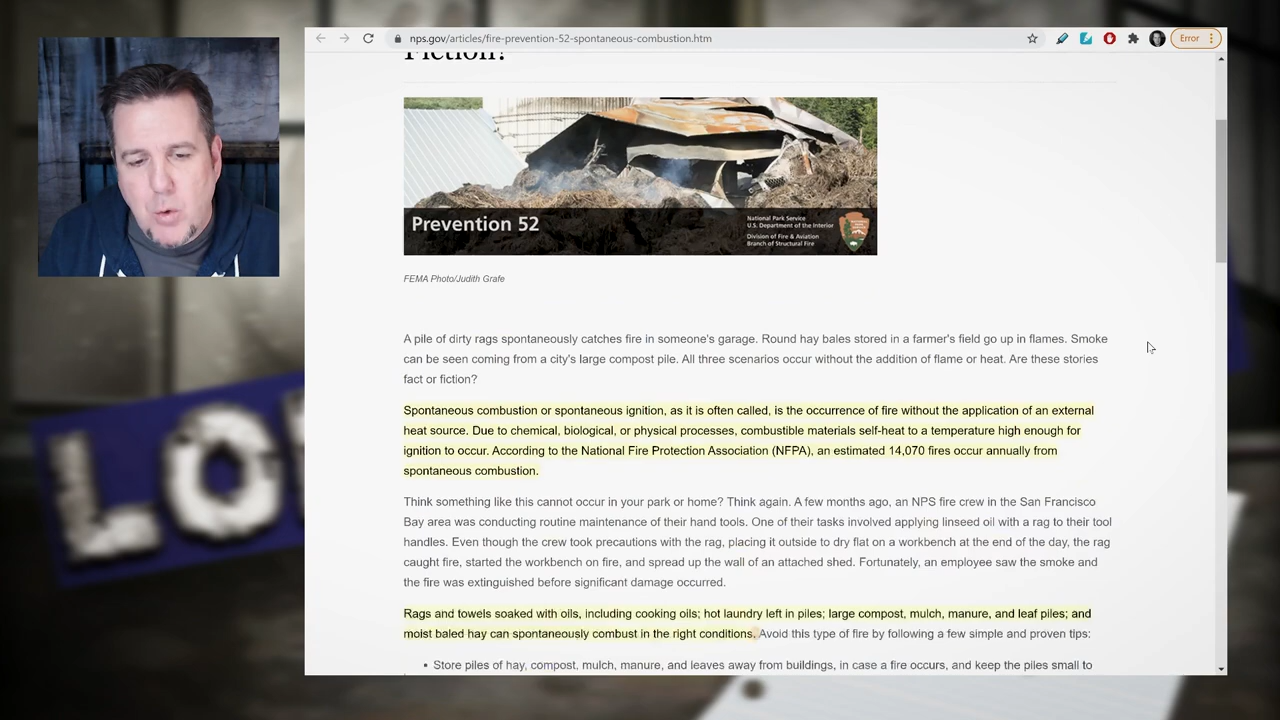 nps.gov/articles/fire-prevention-52-spontaneous-combustion.htm
Error
Fiction?
Prevention 52
National Park Service
U.S. Department of the Interior
Division of Fire & Aviation
Branch of Structural Fire
FEMA Photo/Judith Grafe
A pile of dirty rags spontaneously catches fire in someone's garage. Round hay bales stored in a farmer's field go up in flames. Smoke
can be seen coming from a city's large compost pile. All three scenarios occur without the addition of flame or heat. Are these stories
fact or fiction?
Spontaneous combustion or spontaneous ignition, as it is often called, is the occurrence of fire without the application of an external
heat source. Due to chemical, biological, or physical processes, combustible materials self-heat to a temperature high enough for
ignition to occur. According to the National Fire Protection Association (NFPA), an estimated 14,070 fires occur annually from
spontaneous combustion.
Think something like this cannot occur in your park or home? Think again. A few months ago, an NPS fire crew in the San Francisco
Bay area was conducting routine maintenance of their hand tools. One of their tasks involved applying linseed oil with a rag to their tool
handles. Even though the crew took precautions with the rag, placing it outside to dry flat on a workbench at the end of the day, the rag
caught fire, started the workbench on fire, and spread up the wall of an attached shed. Fortunately, an employee saw the smoke and
the fire was extinguished before significant damage occurred.
Rags and towels soaked with oils, including cooking oils; hot laundry left in piles; large compost, mulch, manure, and leaf piles; and
moist baled hay can spontaneously combust in the right conditions. Avoid this type of fire by following a few simple and proven tips:
▪ Store piles of hay, compost, mulch, manure, and leaves away from buildings, in case a fire occurs, and keep the piles small to
LO